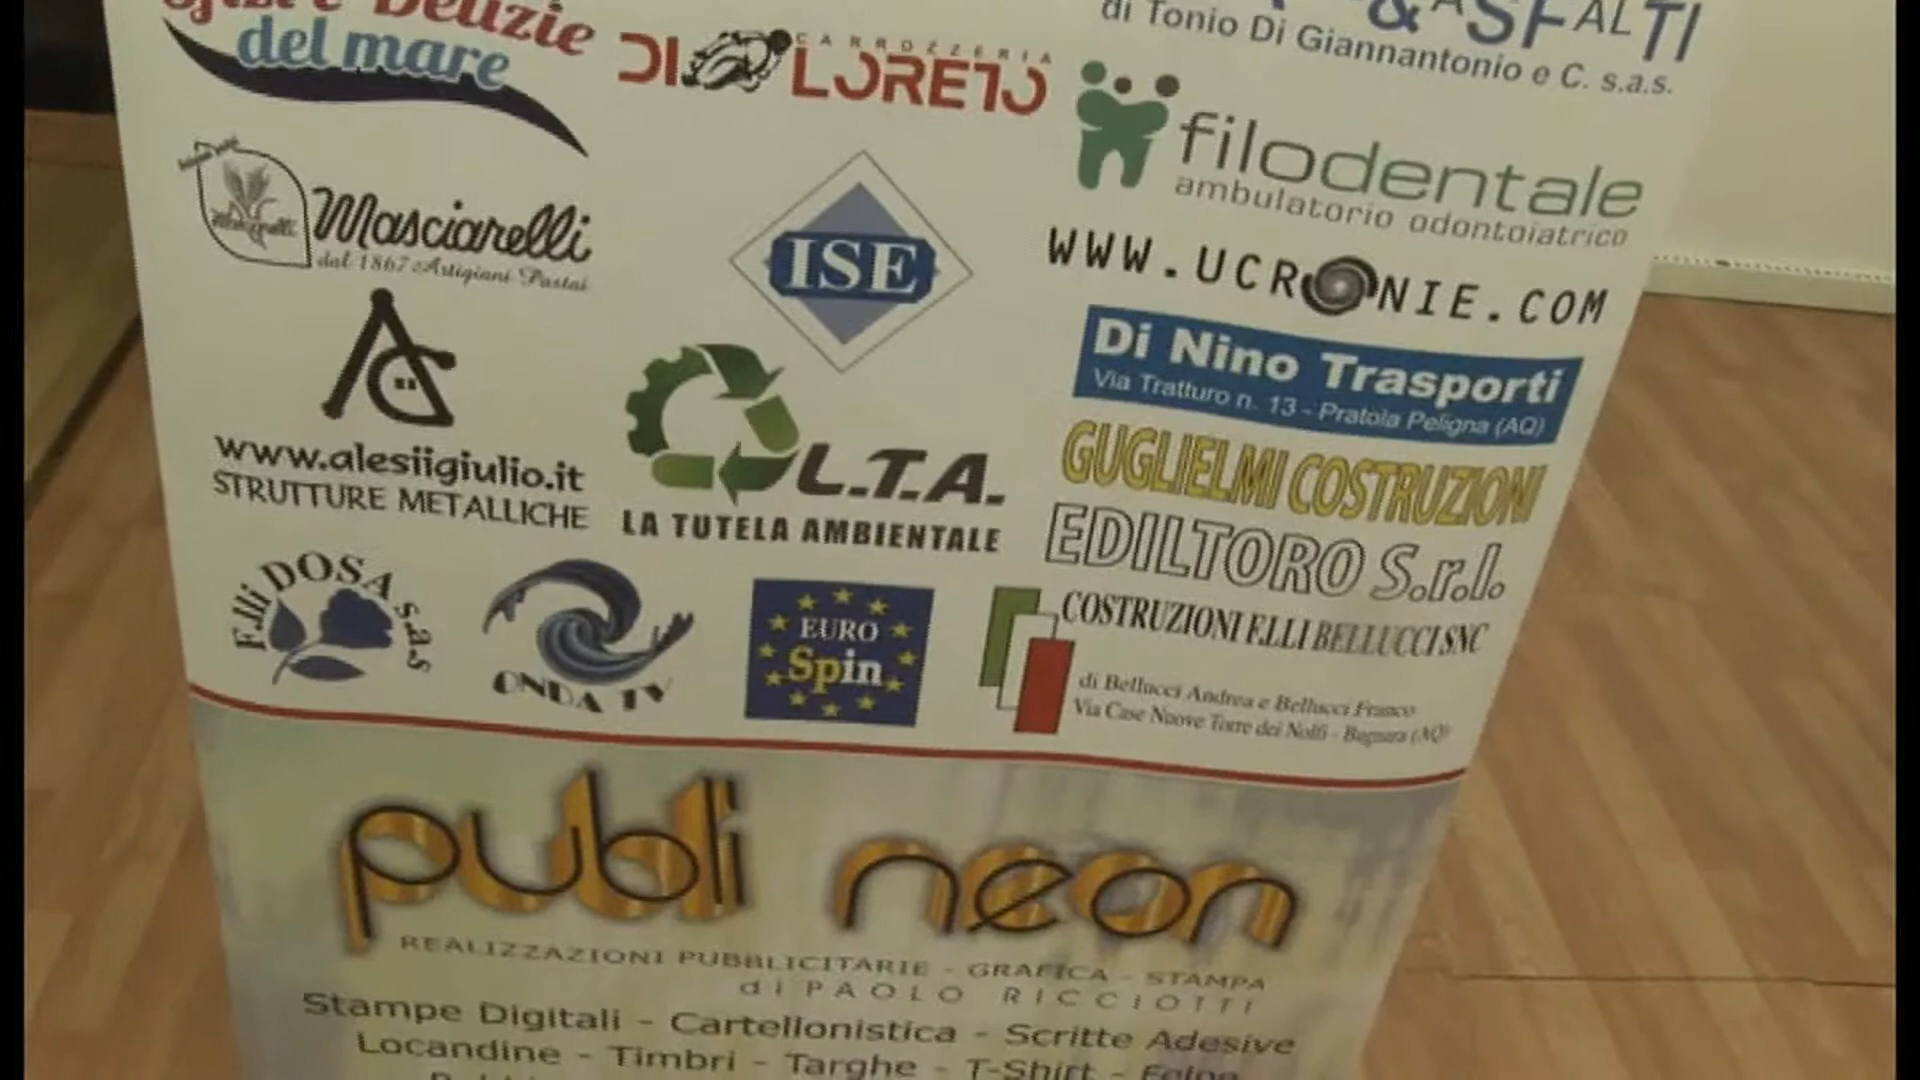 Delizie
del mare
DI LORETO
CARROZZERIA
& ASFALTI
di Tonio Di Giannantonio e C. s.a.s.
filodentale
ambulatorio odontoiatrico
Masciarelli
dal 1867 Artigiani Pastai
ISE
WWW.UCRONIE.COM
Di Nino Trasporti
Via Tratturo n. 13 - Pratola Peligna (AQ)
www.alesiigiulio.it
STRUTTURE METALLICHE
L.T.A.
LA TUTELA AMBIENTALE
GUGLIELMI COSTRUZIONI
EDILTORO S.r.l.
F.lli DOSA s.a.s
ONDA TV
EURO
Spin
COSTRUZIONI F.LLI BELLUCCI SNC
di Bellucci Andrea e Bellucci Franco
Via Case Nuove Torre dei Nolfi - Bugnara (AQ)
publi neon
REALIZZAZIONI PUBBLICITARIE - GRAFICA - STAMPA
di PAOLO RICCIOTTI
Stampe Digitali - Cartellonistica - Scritte Adesive
Locandine - Timbri - Targhe - T-Shirt - Felpe